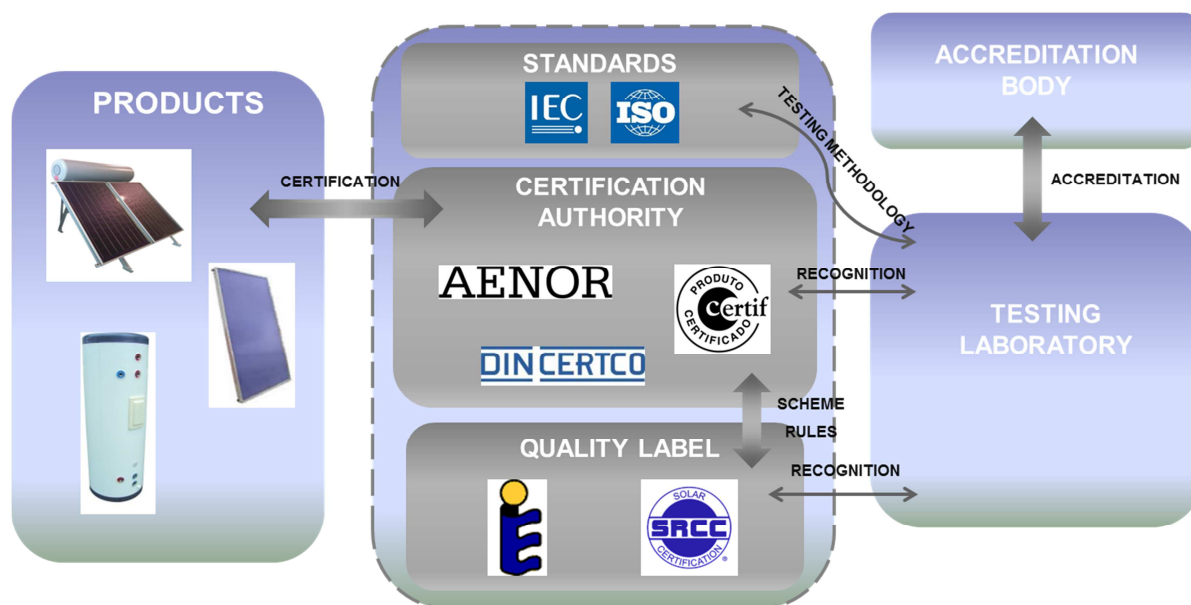 PRODUCTS
CERTIFICATION
STANDARDS
IEC
ISO
TESTING METHODOLOGY
CERTIFICATION
AUTHORITY
AENOR
PRODUTO
Certif
CERTIFICADO
DIN CERTCO
SCHEME
RULES
QUALITY LABEL
SOLAR
SRCC
CERTIFICATION
®
RECOGNITION
RECOGNITION
ACCREDITATION
BODY
ACCREDITATION
TESTING
LABORATORY